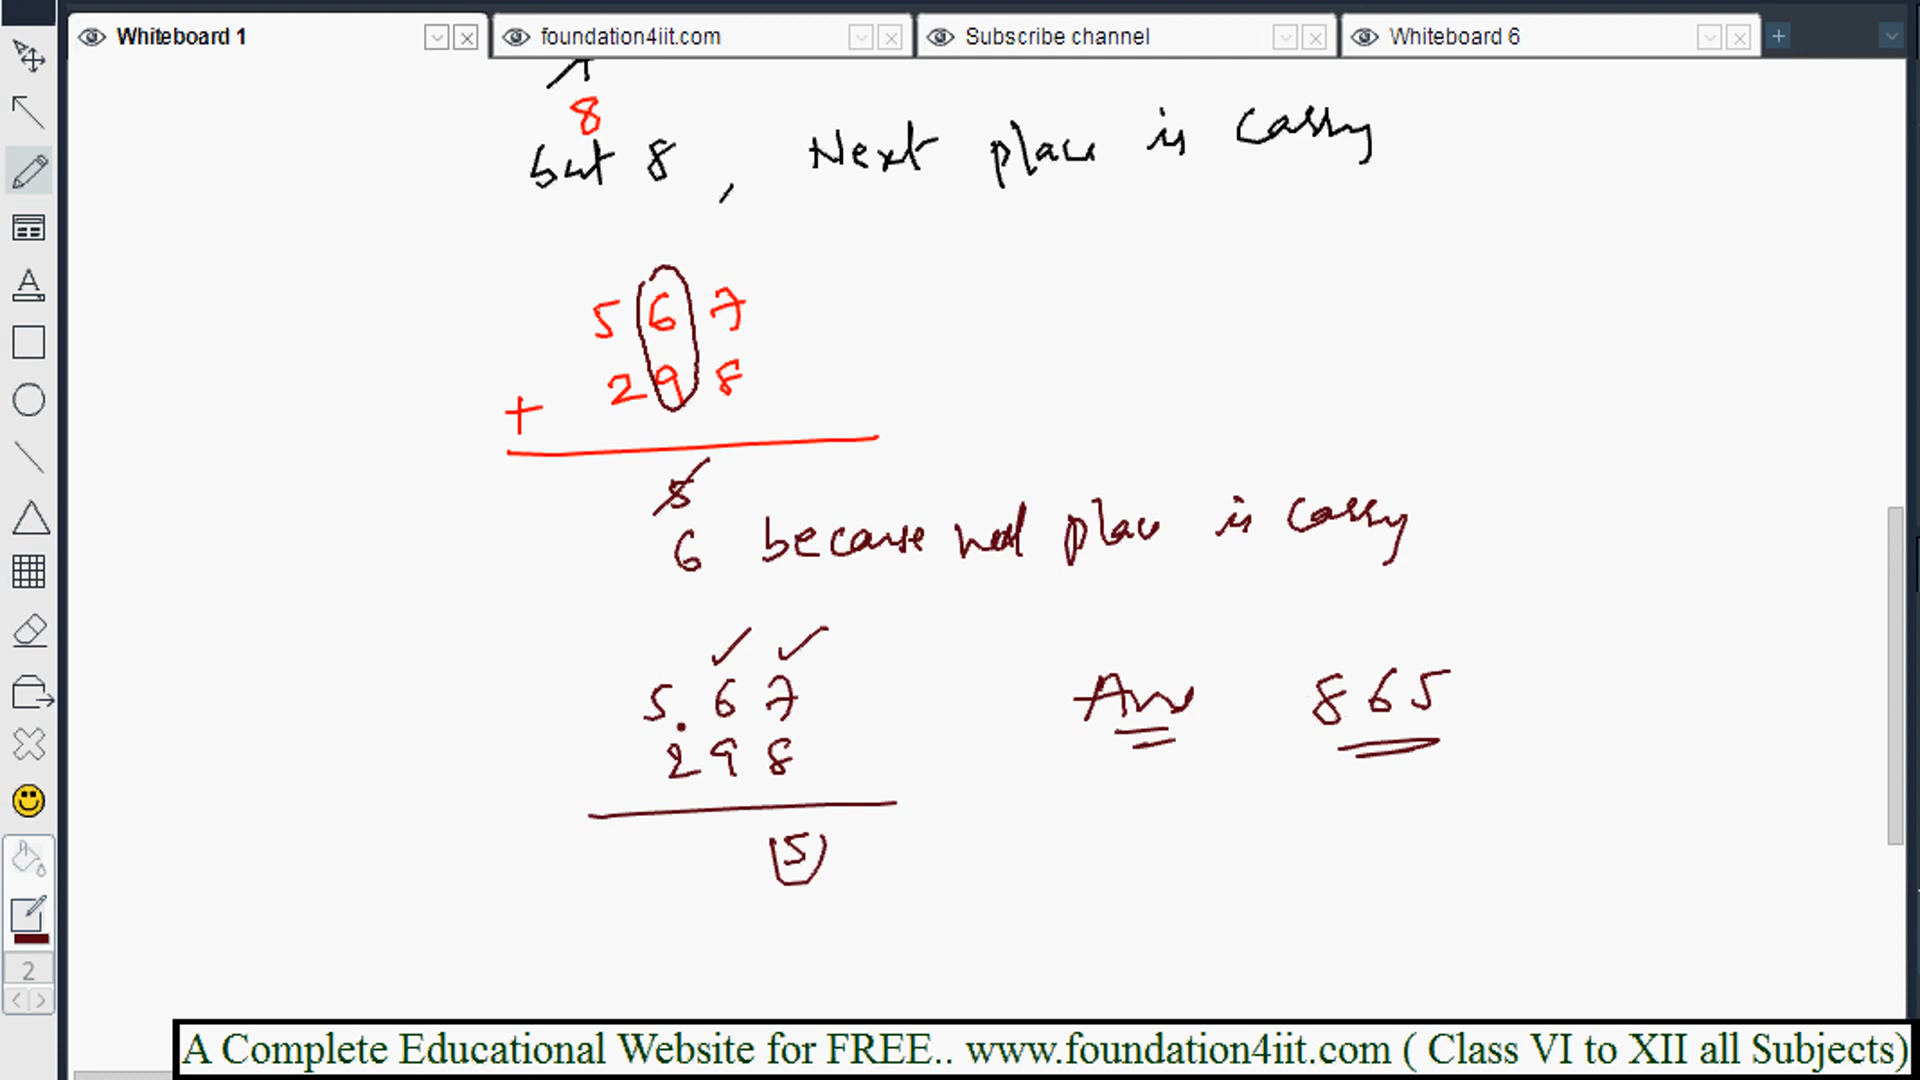 Whiteboard 1
foundation4iit.com
Subscribe channel
Whiteboard 6
8
but 8, Next place is carry
5 6 7
+ 2 9 8
5
6 because next place is carry
5 6 7
2 9 8
5
Ans 865
2
A Complete Educational Website for FREE.. www.foundation4iit.com ( Class VI to XII all Subjects)